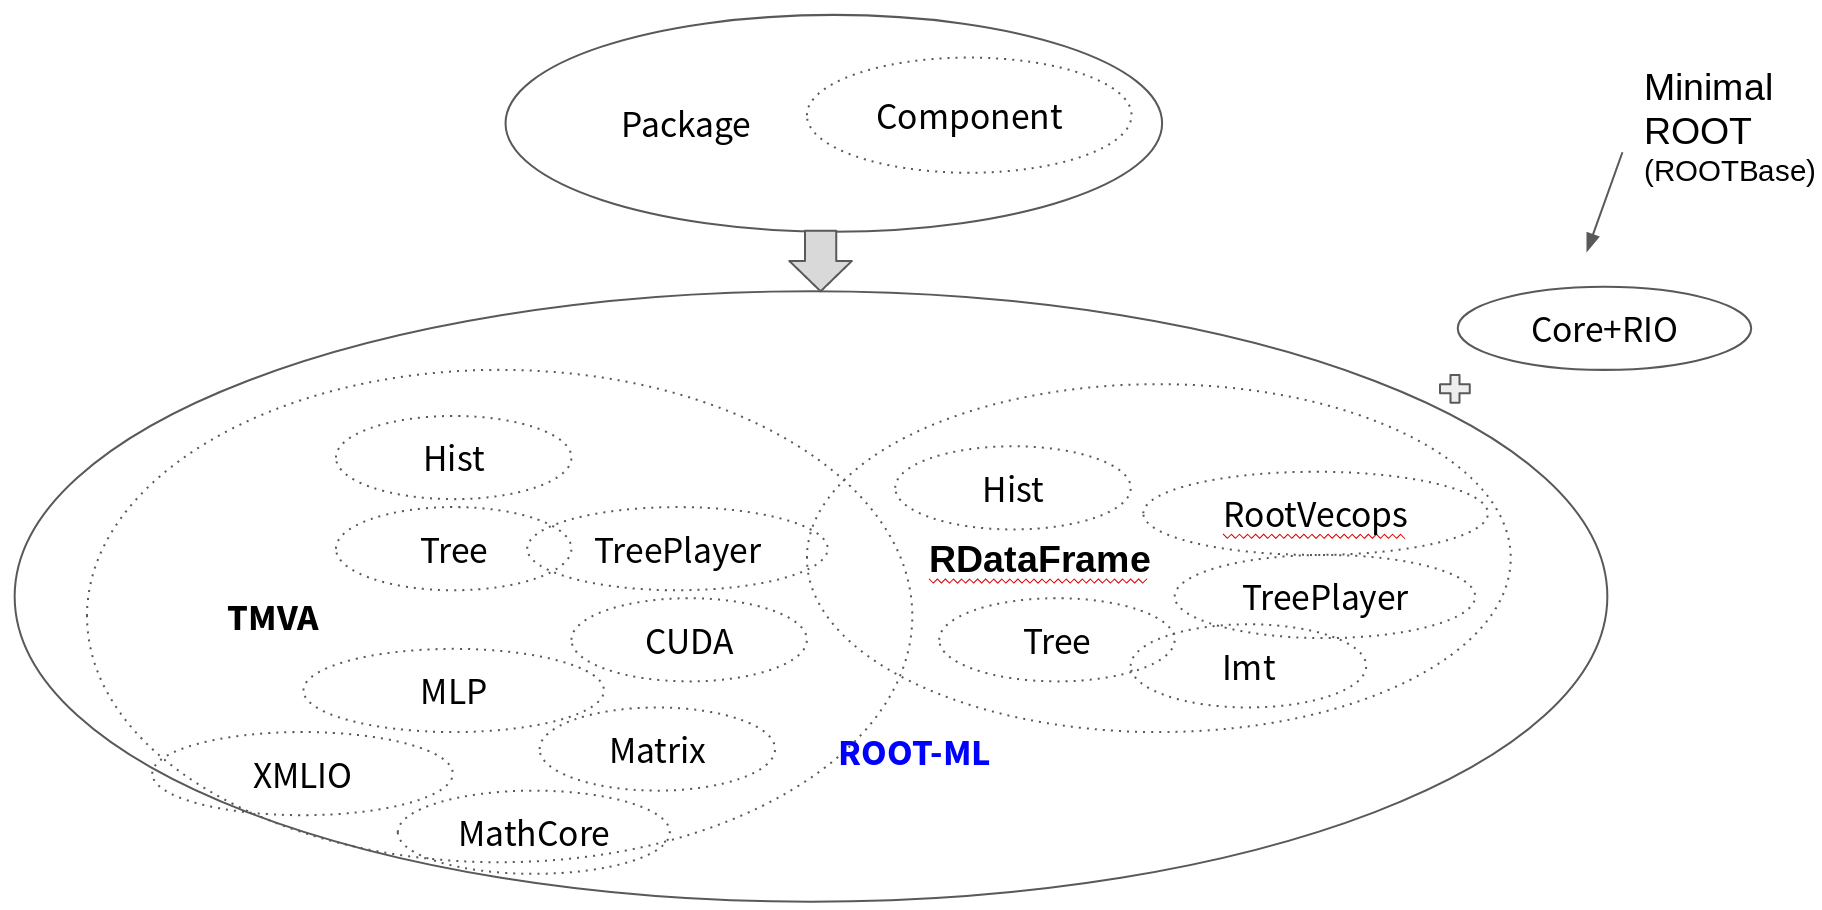 Package
Component
Minimal
ROOT
(ROOTBase)
Core+RIO
Hist
Tree
TreePlayer
TMVA
CUDA
MLP
Matrix
XMLIO
MathCore
Hist
RootVecops
RDataFrame
TreePlayer
Tree
Imt
ROOT-ML